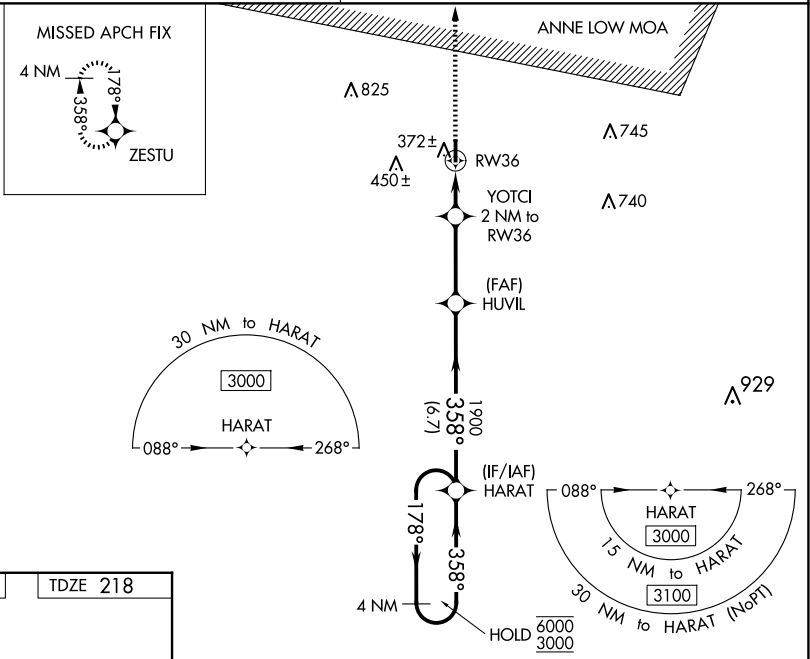 MISSED APCH FIX
4 NM
178°
358°
ZESTU
ANNE LOW MOA
825
745
372±
RW36
450±
740
YOTCI
2 NM to
RW36
(FAF)
HUVIL
30 NM to HARAT
3000
HARAT
088°
268°
929
1900
358°
(6.7)
(IF/IAF)
HARAT
178°
358°
4 NM
HOLD
6000
3000
088°
268°
HARAT
3000
15 NM to HARAT
3100
30 NM to HARAT (NoPT)
TDZE 218